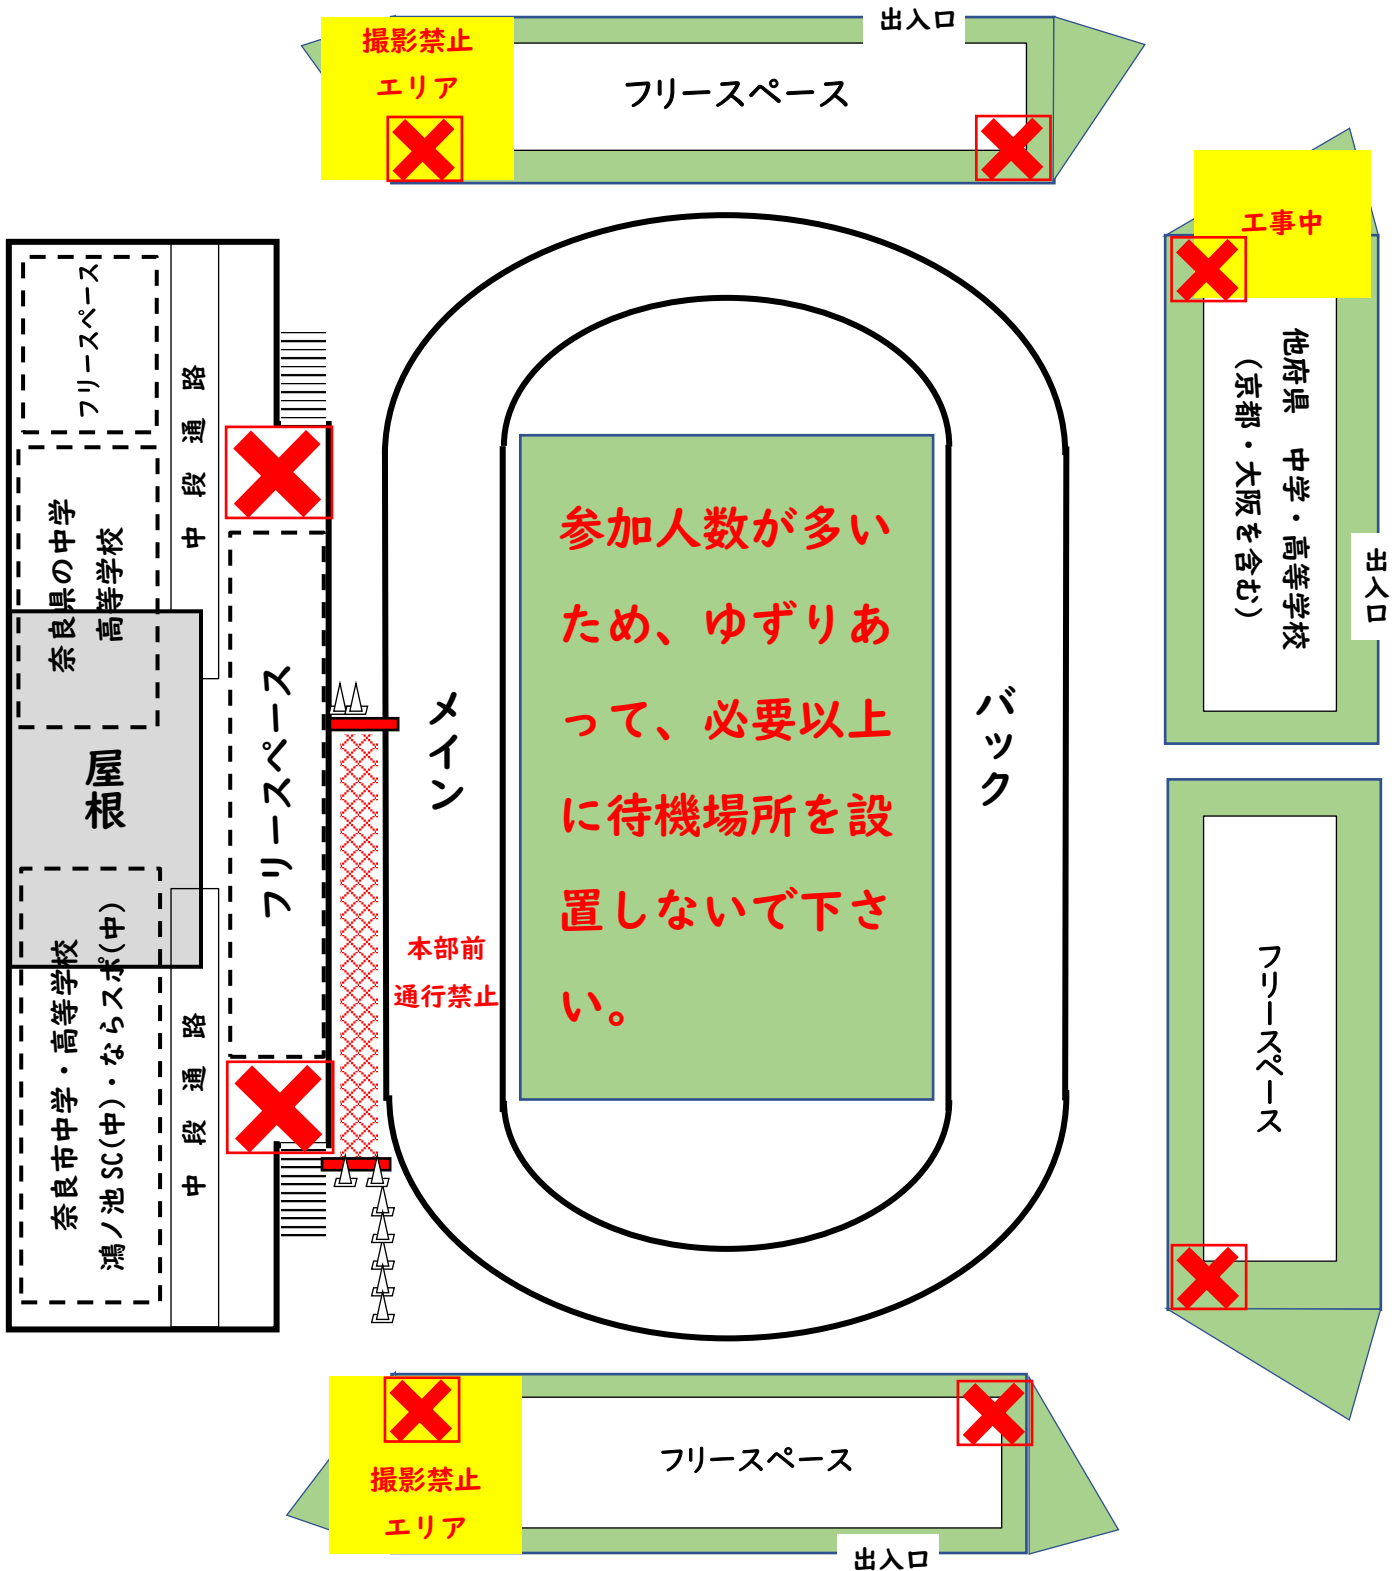 出入口
撮影禁止
エリア
フリースペース
工事中
フリースペース
中段通路
奈良県の中学
高等学校
他府県　中学・高等学校
（京都・大阪を含む）
出入口
参加人数が多い
ため、ゆずりあ
って、必要以上
に待機場所を設
置しないで下さ
い。
フリースペース
メイン
バック
屋根
本部前
通行禁止
奈良市中学・高等学校
鴻ノ池SC(中)・ならスポ(中)
中段通路
フリースペース
撮影禁止
エリア
フリースペース
出入口